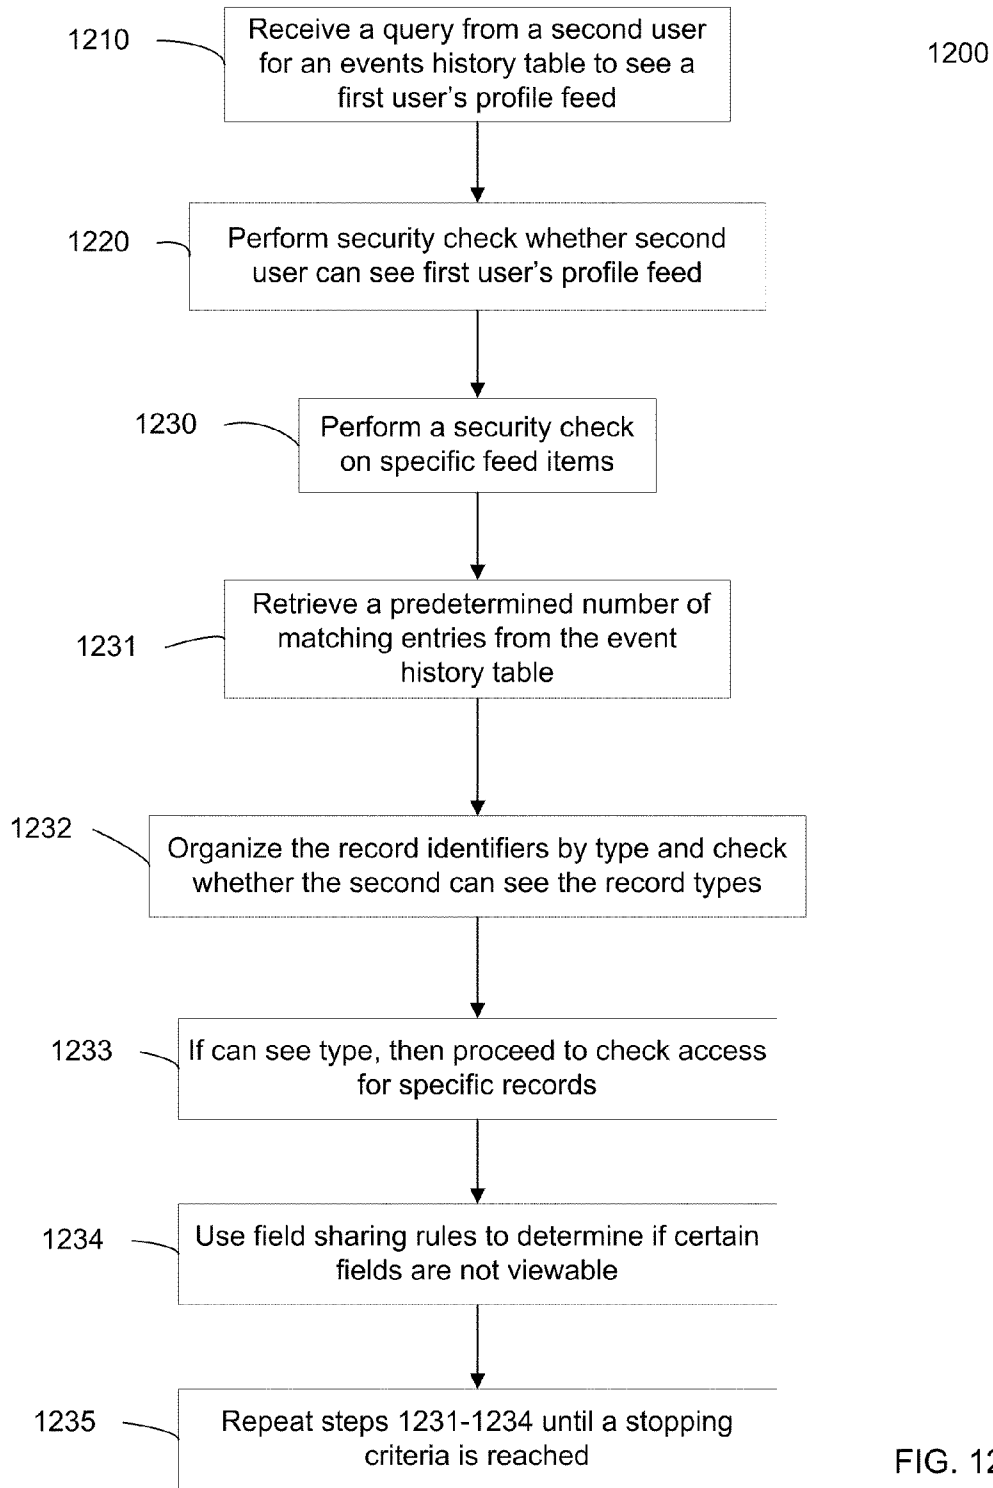 1200
1210
Receive a query from a second user
for an events history table to see a
first user's profile feed
1220
Perform security check whether second
user can see first user's profile feed
1230
Perform a security check
on specific feed items
1231
Retrieve a predetermined number of
matching entries from the event
history table
1232
Organize the record identifiers by type and check
whether the second can see the record types
1233
If can see type, then proceed to check access
for specific records
1234
Use field sharing rules to determine if certain
fields are not viewable
1235
Repeat steps 1231-1234 until a stopping
criteria is reached
FIG. 12